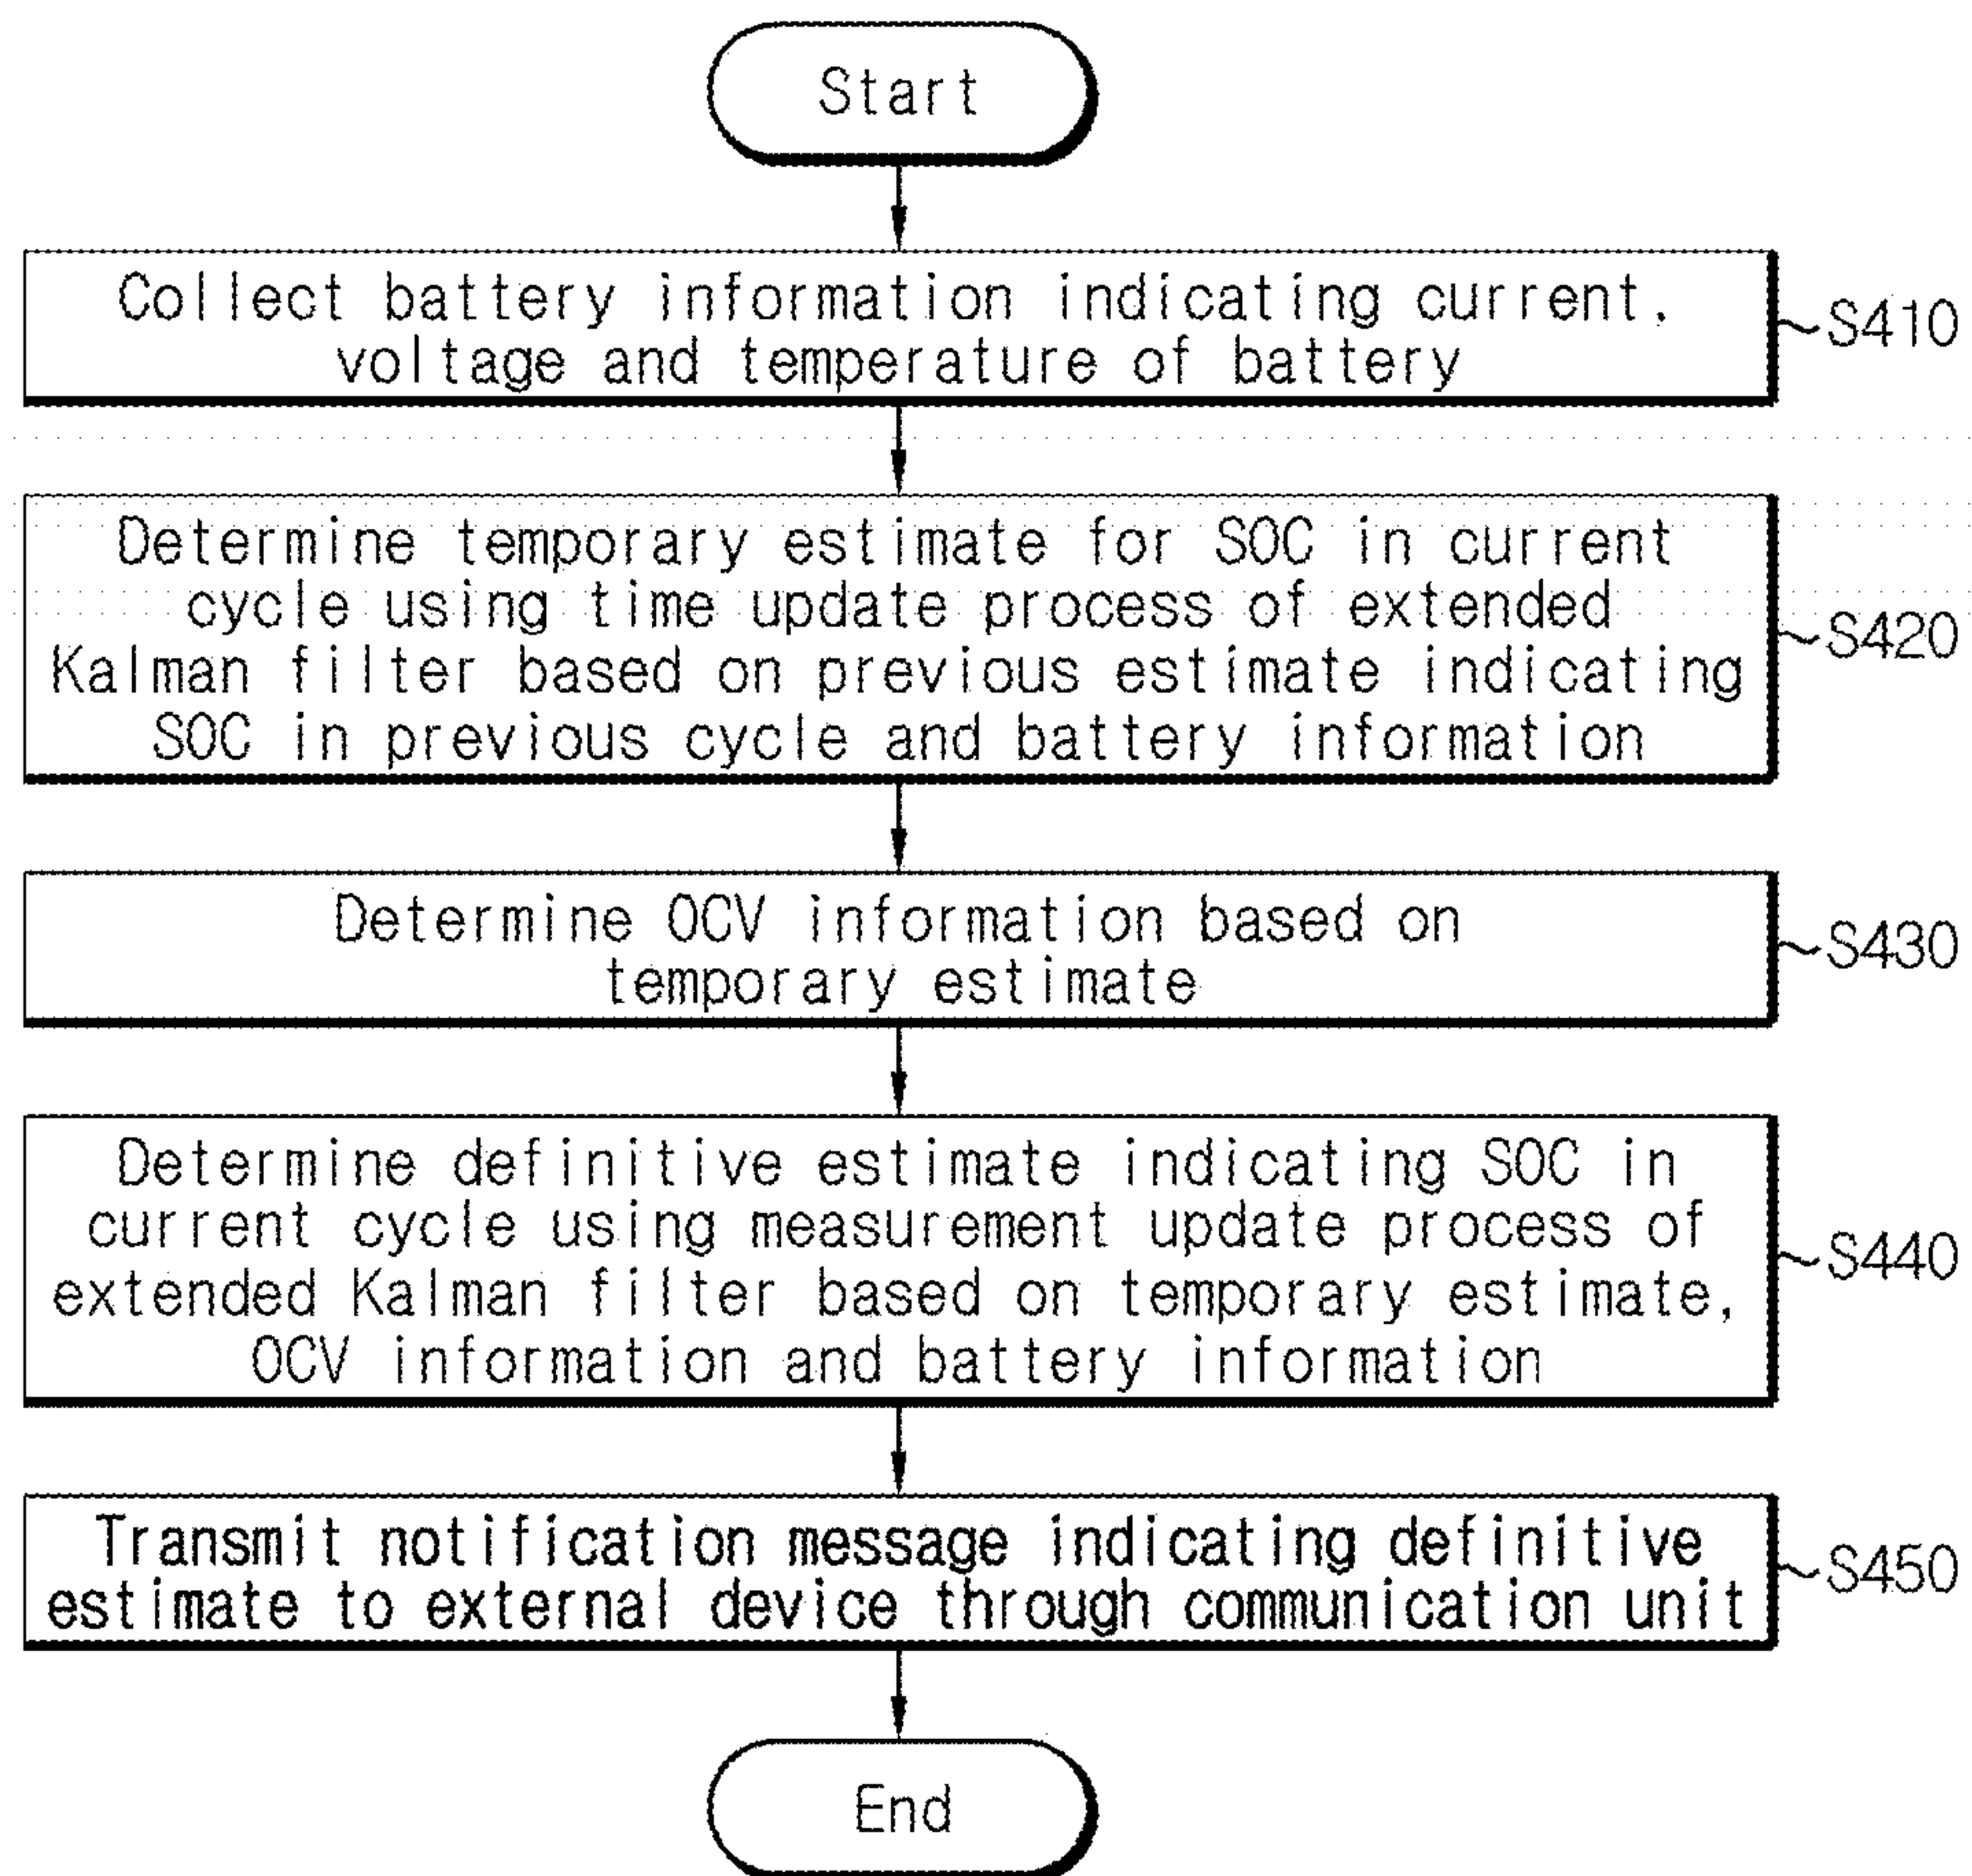 Start
Collect battery information indicating current,
voltage and temperature of battery
S410
Determine temporary estimate for SOC in current
cycle using time update process of extended
Kalman filter based on previous estimate indicating
SOC in previous cycle and battery information
S420
Determine OCV information based on
temporary estimate
S430
Determine definitive estimate indicating SOC in
current cycle using measurement update process of
extended Kalman filter based on temporary estimate,
OCV information and battery information
S440
Transmit notification message indicating definitive
estimate to external device through communication unit
S450
End